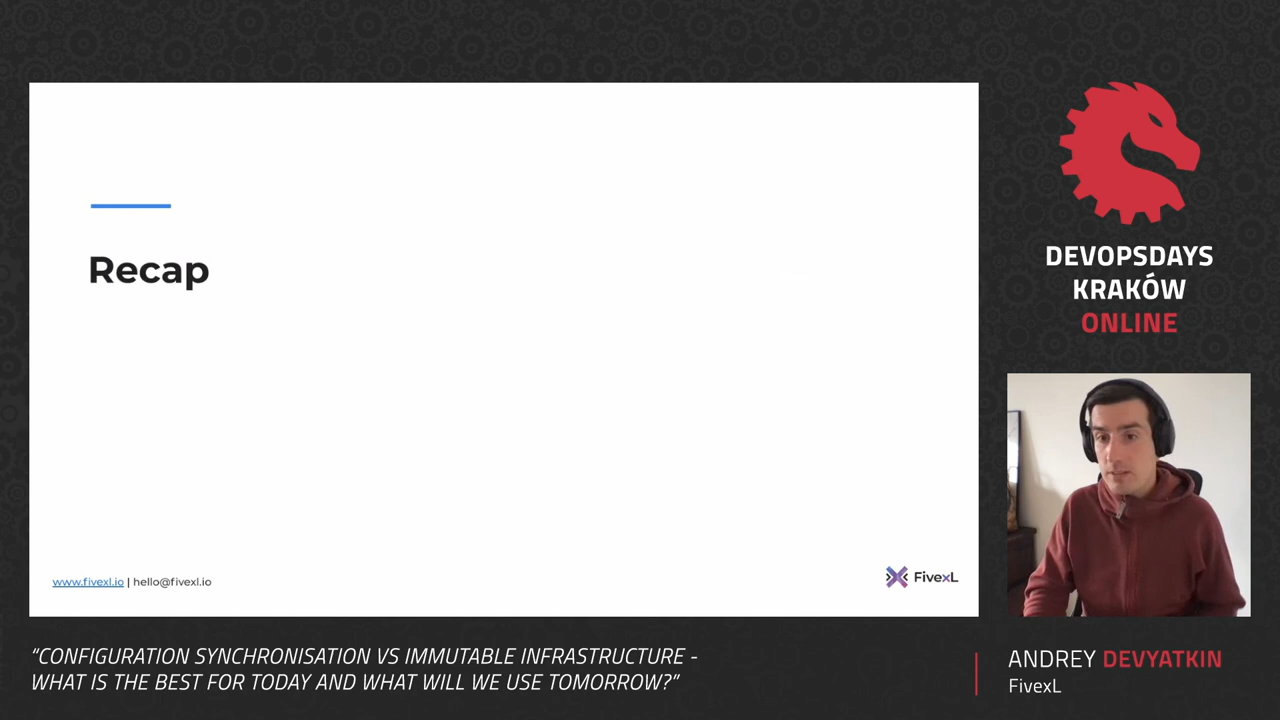 Recap
www.fivexl.io | hello@fivexl.io
FivexL
DEVOPSDAYS
KRAKÓW
ONLINE
“CONFIGURATION SYNCHRONISATION VS IMMUTABLE INFRASTRUCTURE -
WHAT IS THE BEST FOR TODAY AND WHAT WILL WE USE TOMORROW?”
ANDREY DEVYATKIN
FivexL